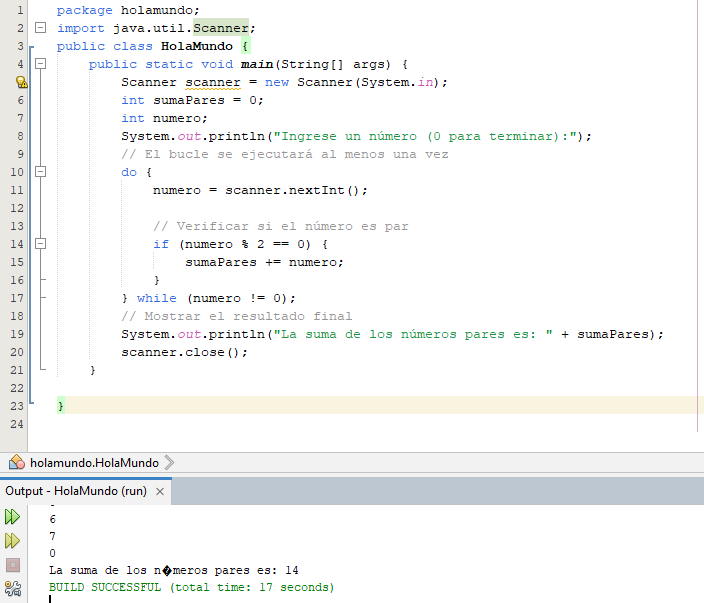 1 package holamundo;
2 import java.util.Scanner;
3 public class HolaMundo {
4 public static void main(String[] args) {
Scanner scanner = new Scanner(System.in);
6 int sumaPares = 0;
7 int numero;
8 System.out.println("Ingrese un número (0 para terminar):");
9 // El bucle se ejecutará al menos una vez
10 do {
11 numero = scanner.nextInt();
12
13 // Verificar si el número es par
14 if (numero % 2 == 0) {
15 sumaPares += numero;
16 }
17 } while (numero != 0);
18 // Mostrar el resultado final
19 System.out.println("La suma de los números pares es: " + sumaPares);
20 scanner.close();
21 }
22
23 }
24
holamundo.HolaMundo
Output - HolaMundo (run) ×
6
7
0
La suma de los n�meros pares es: 14
BUILD SUCCESSFUL (total time: 17 seconds)